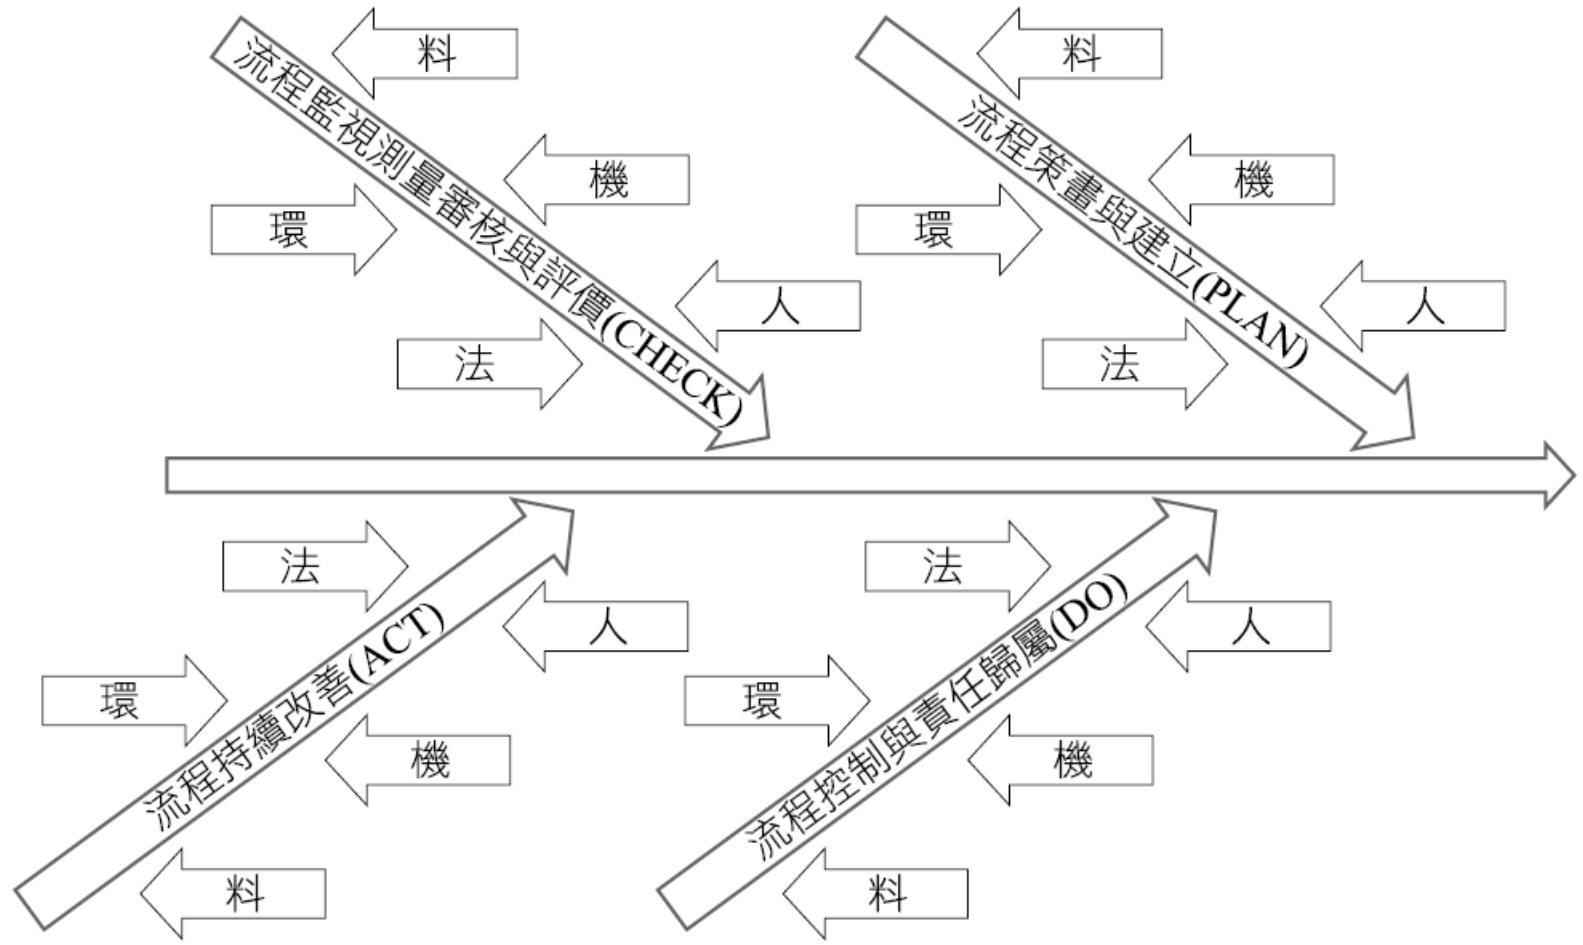 料
流程監視測量審核與評價(CHECK)
機
環
人
法
料
流程策畫與建立(PLAN)
機
環
人
法
法
流程持續改善(ACT)
人
環
機
料
法
流程控制與責任歸屬(DO)
人
環
機
料